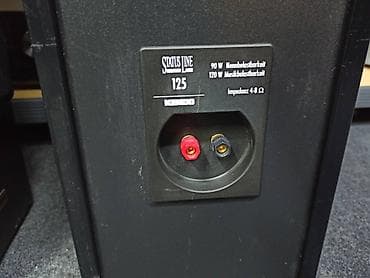 STATUS LINE
125
90 W Nennbelastbarkeit
120 W Musikbelastbarkeit
Impedanz 4-8 Ω